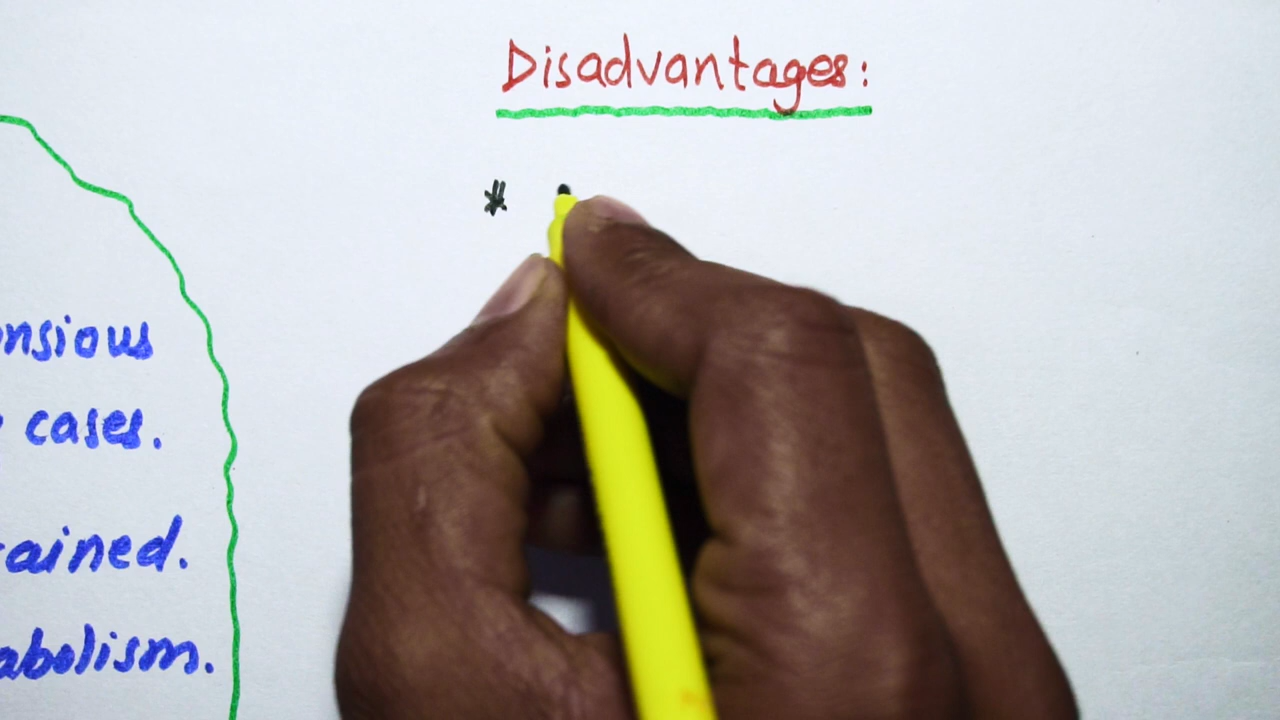 Disadvantages:
*
nsious
cases.
ained.
abolism.